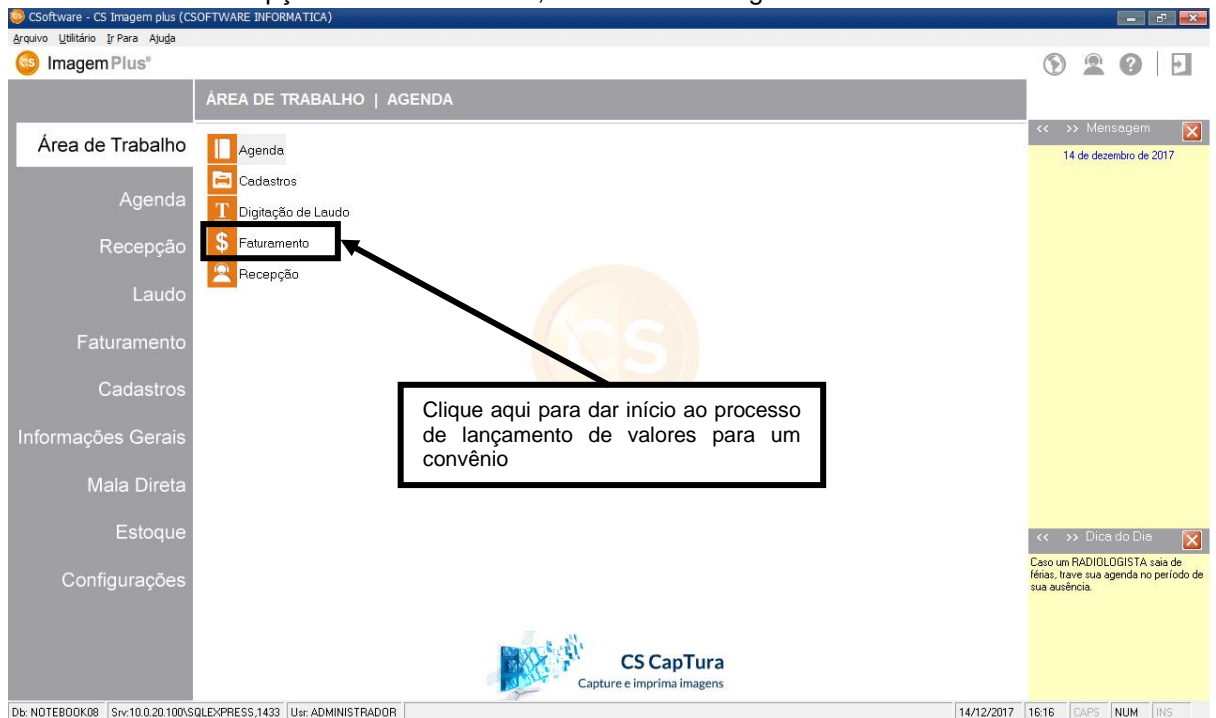 CSoftware - CS Imagem plus (CSOFTWARE INFORMATICA)
Arquivo Utilitário Ir Para Ajuda
CS ImagemPlus®
ÁREA DE TRABALHO | AGENDA
<< >> Mensagem
14 de dezembro de 2017
Área de Trabalho
Agenda
Recepção
Laudo
Faturamento
Cadastros
Informações Gerais
Mala Direta
Estoque
Configurações
Agenda
Cadastros
Digitação de Laudo
Faturamento
Recepção
CS
Clique aqui para dar início ao processo
de lançamento de valores para um
convênio
<< >> Dica do Dia
Caso um RADIOLOGISTA saia de
férias, trave sua agenda no período de
sua ausência.
CS CapTura
Capture e imprima imagens
Db: NOTEBOOK08 Srv:10.0.20.100\SQLEXPRESS,1433 Usr: ADMINISTRADOR 14/12/2017 16:16 CAPS NUM INS